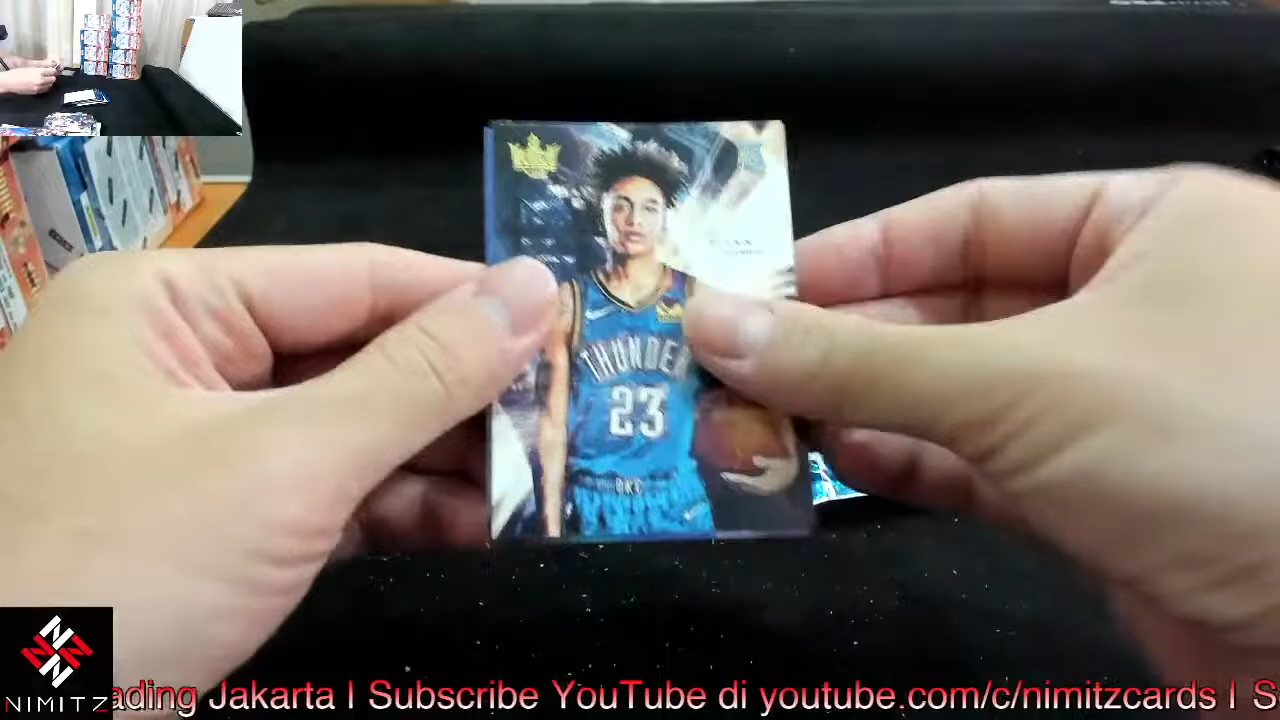 THUNDER
23
OKC
NIMITZ
ading Jakarta | Subscribe YouTube di youtube.com/c/nimitzcards | S